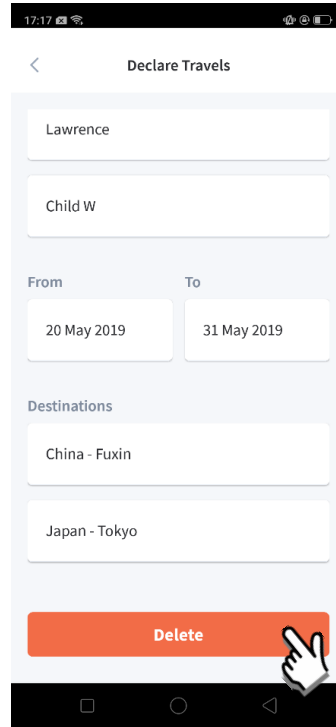 17:17
Declare Travels
Lawrence
Child W
From To
20 May 2019 31 May 2019
Destinations
China - Fuxin
Japan - Tokyo
Delete